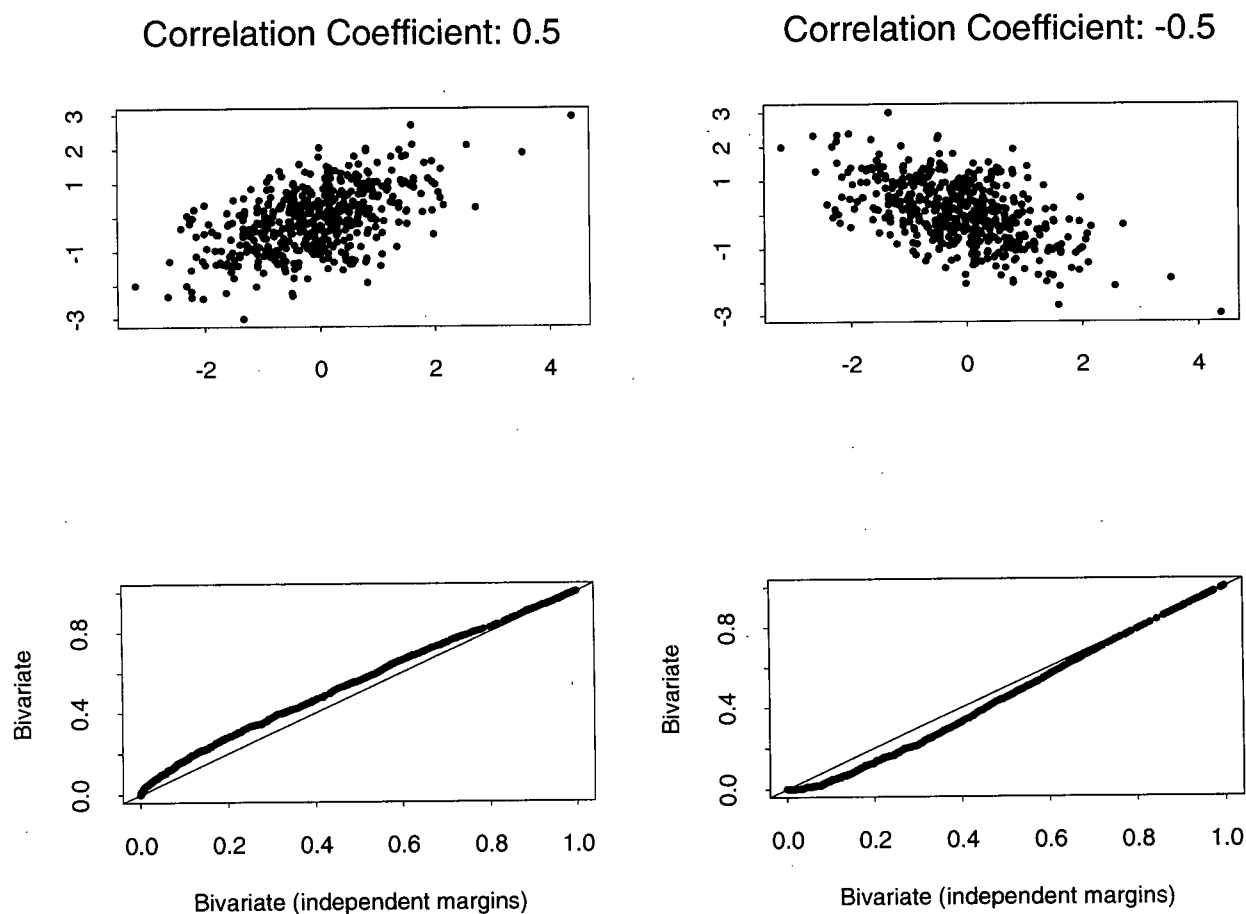 Correlation Coefficient: 0.5
3
2
1
-1
-3
-2 0 2 4
Correlation Coefficient: -0.5
3
2
1
-1
-3
-2 0 2 4
Bivariate
0.8
0.4
0.0
0.0 0.2 0.4 0.6 0.8 1.0
Bivariate (independent margins)
Bivariate
0.8
0.4
0.0
0.0 0.2 0.4 0.6 0.8 1.0
Bivariate (independent margins)